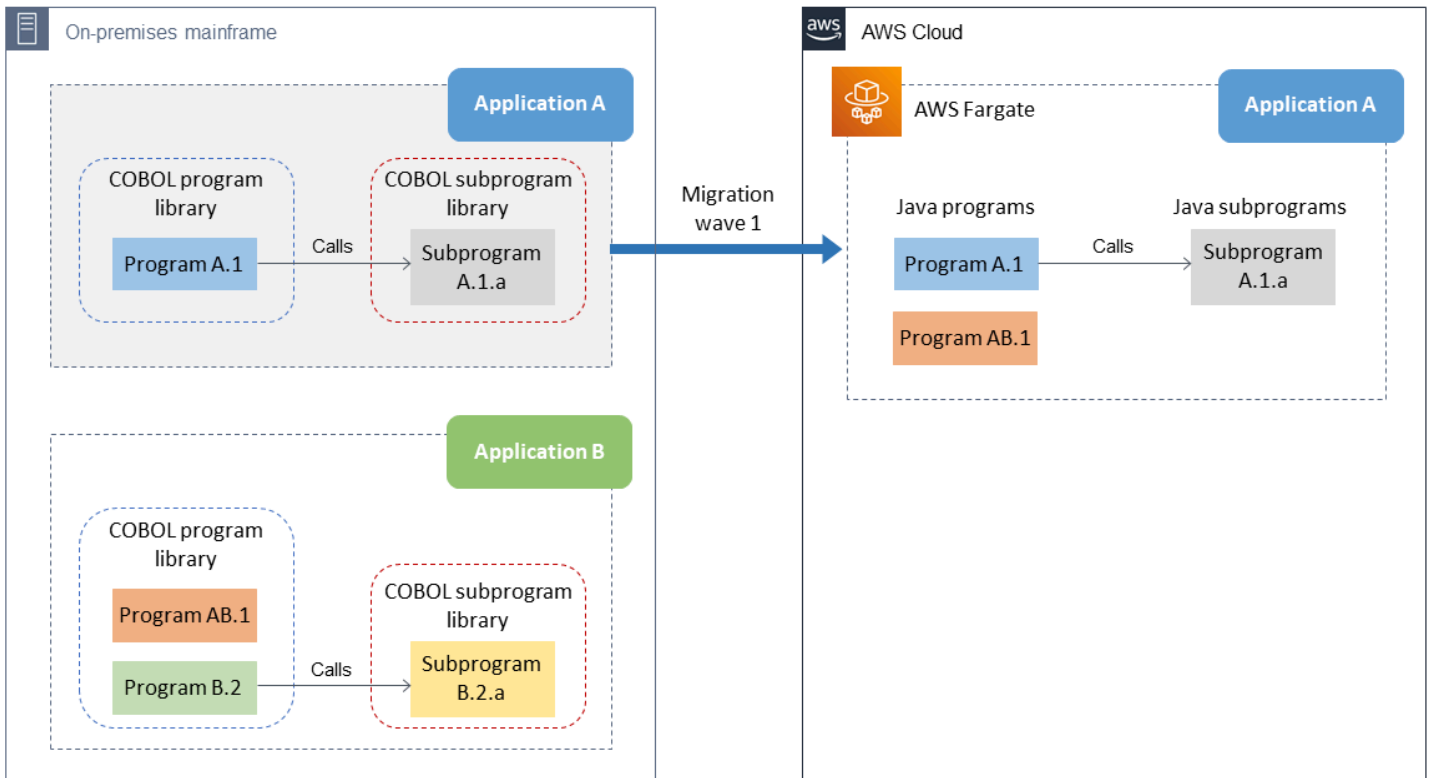 On-premises mainframe
Application A
COBOL program
library
COBOL subprogram
library
Program A.1
Calls
Subprogram
A.1.a
Application B
COBOL program
library
Program AB.1
Program B.2
Calls
COBOL subprogram
library
Subprogram
B.2.a
Migration
wave 1
aws
AWS Cloud
AWS Fargate
Application A
Java programs
Java subprograms
Program A.1
Calls
Subprogram
A.1.a
Program AB.1